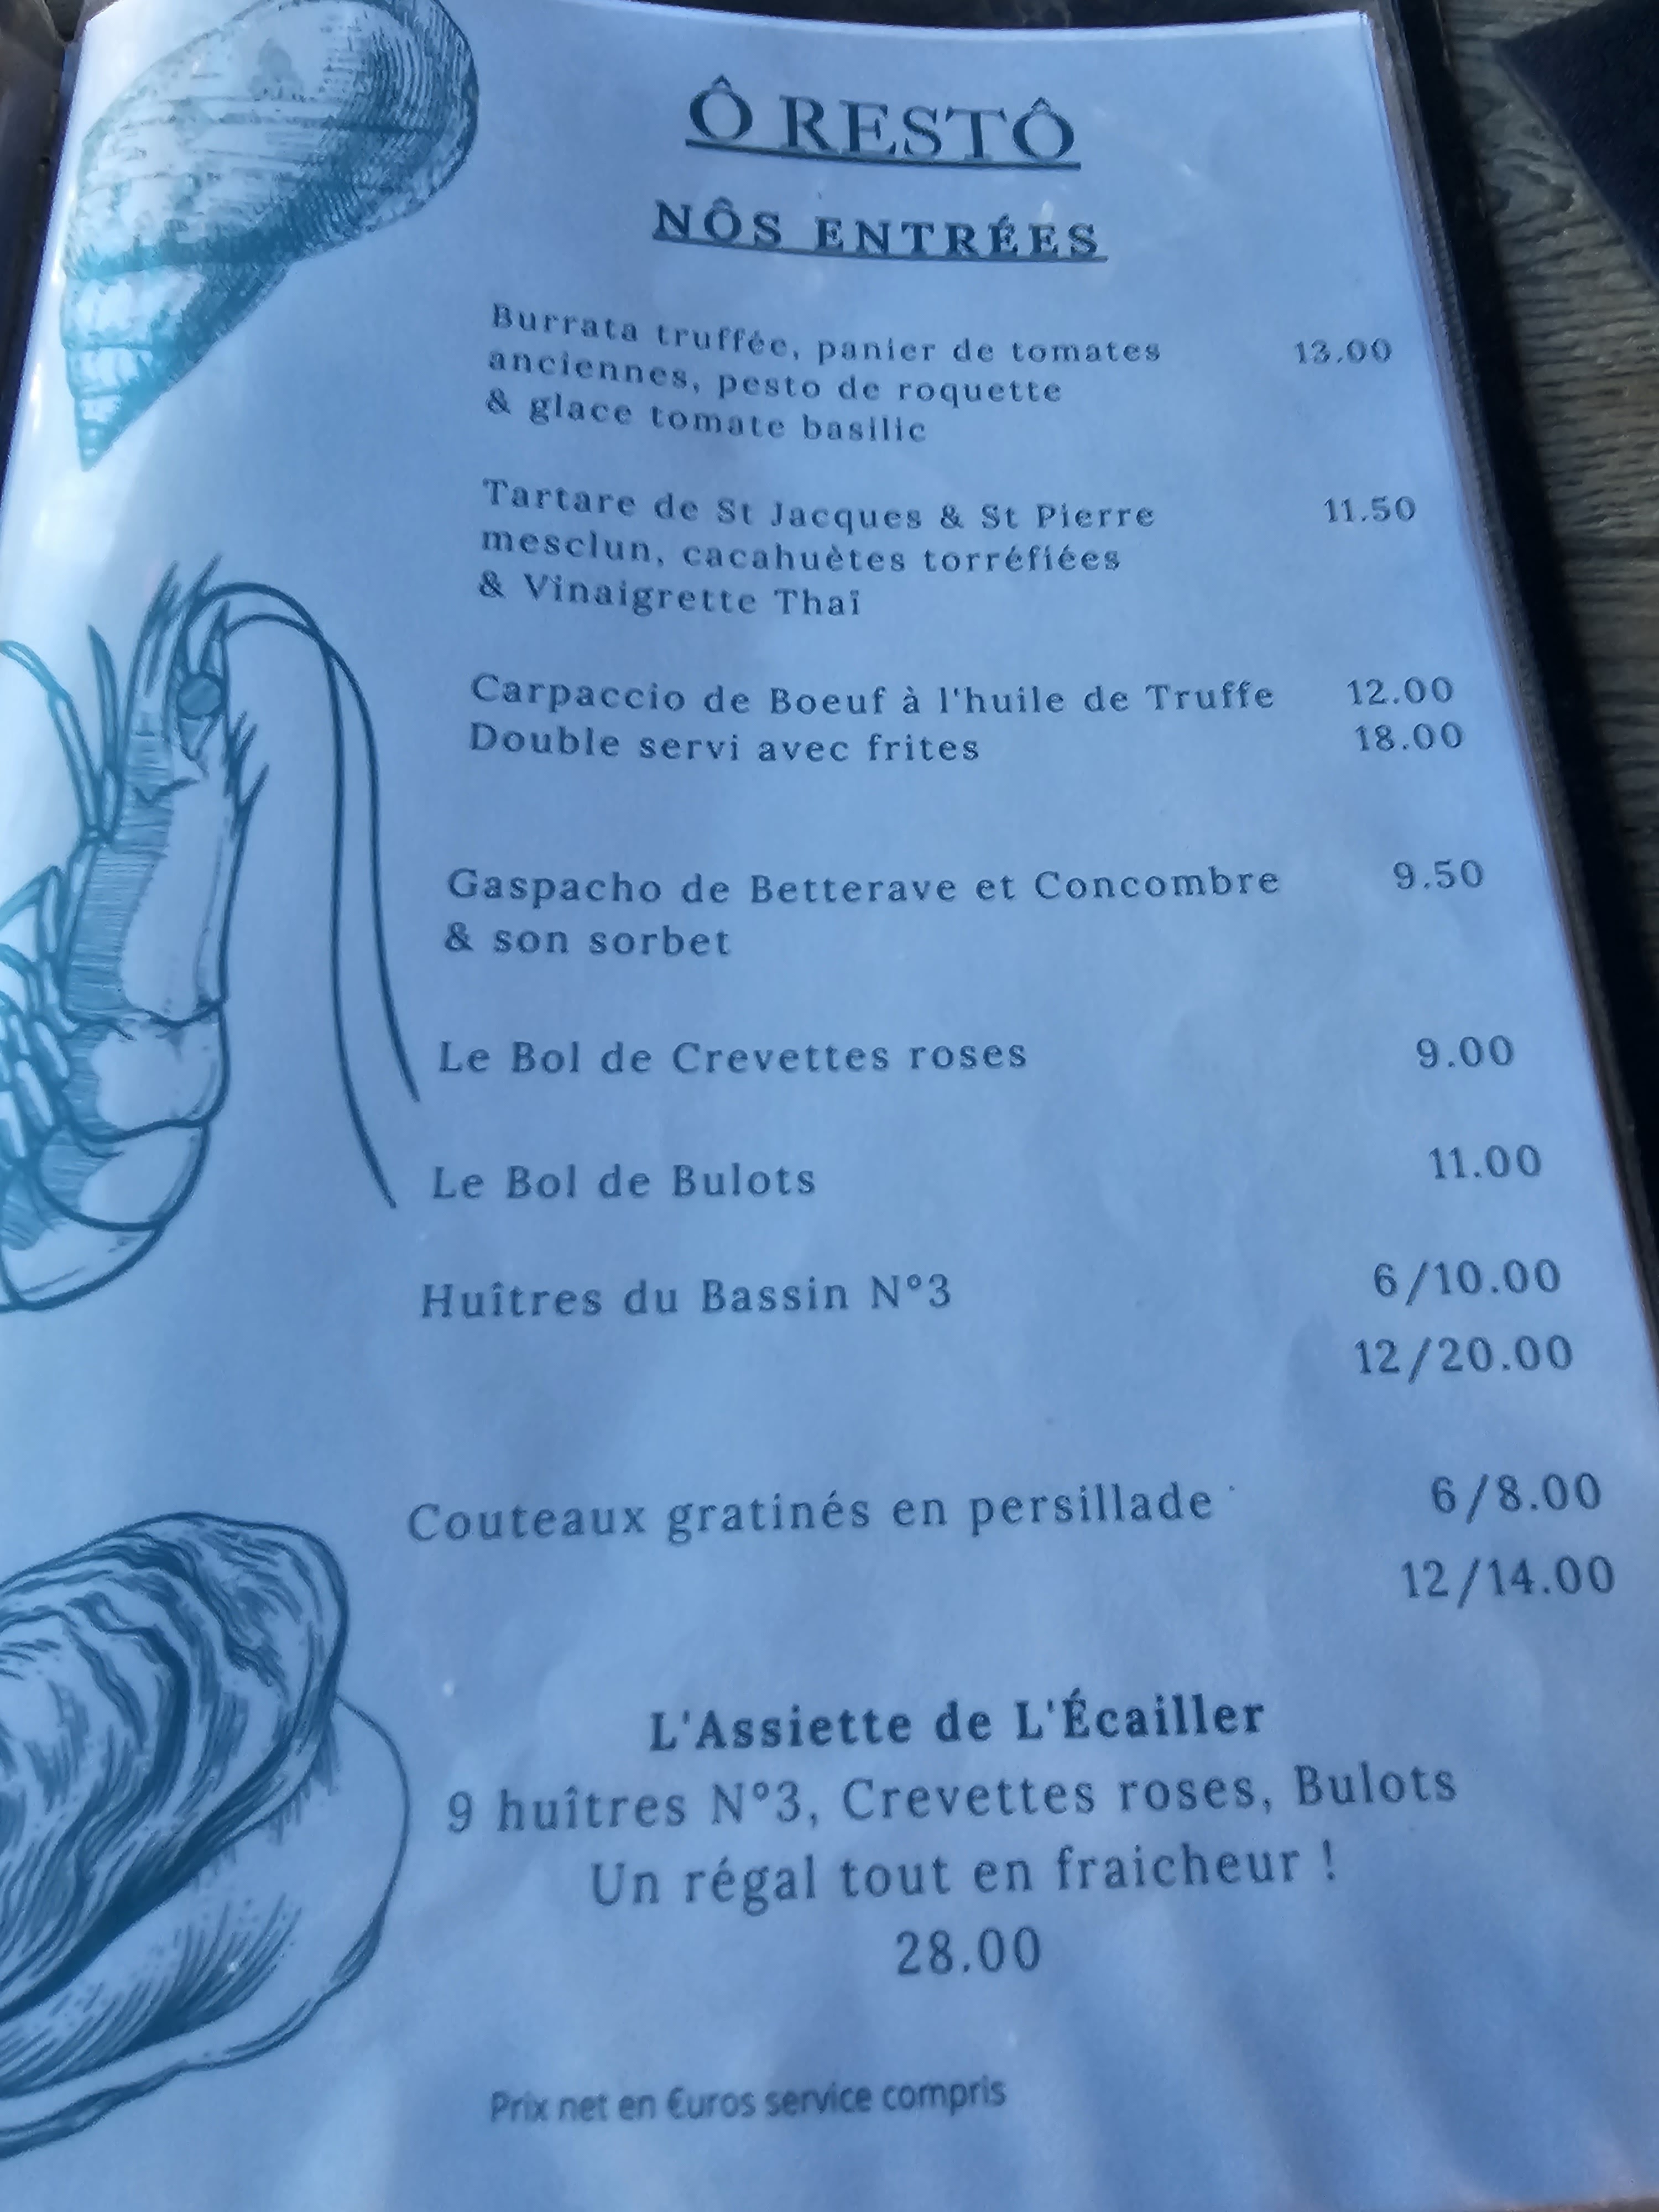 Ô RESTÔ
NÔS ENTRÉES
Burrata truffée, panier de tomates 13.00
anciennes, pesto de roquette
& glace tomate basilic
Tartare de St Jacques & St Pierre 11.50
mesclun, cacahuètes torréfiées
& Vinaigrette Thaï
Carpaccio de Boeuf à l'huile de Truffe 12.00
Double servi avec frites 18.00
Gaspacho de Betterave et Concombre 9.50
& son sorbet
Le Bol de Crevettes roses 9.00
Le Bol de Bulots 11.00
Huîtres du Bassin N°3 6/10.00
12/20.00
Couteaux gratinés en persillade 6/8.00
12/14.00
L'Assiette de L'Écailler
9 huîtres N°3, Crevettes roses, Bulots
Un régal tout en fraicheur !
28.00
Prix net en €uros service compris